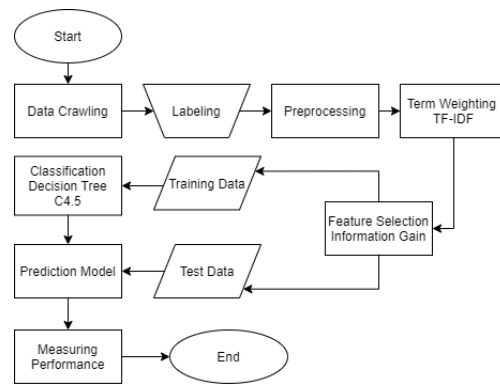 Start
Data Crawling
Labeling
Preprocessing
Term Weighting
TF-IDF
Classification
Decision Tree
C4.5
Training Data
Feature Selection
Information Gain
Prediction Model
Test Data
Measuring
Performance
End